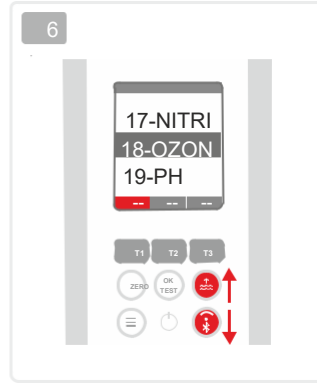 6
17-NITRI
18-OZON
19-PH
-- -- --
T1 T2 T3
ZERO OK TEST